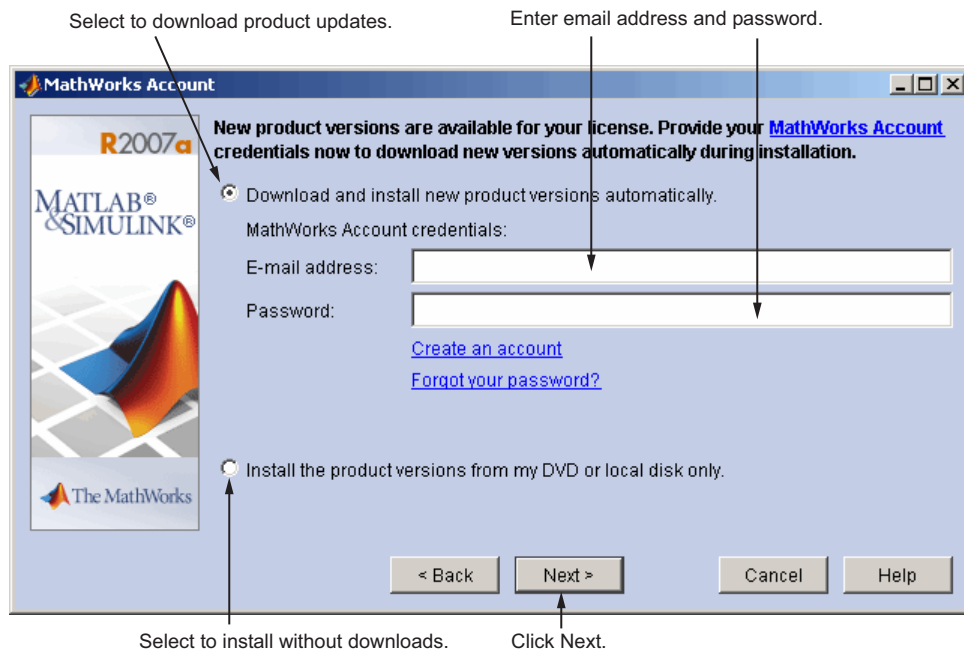 Select to download product updates.
Enter email address and password.
MathWorks Account
R2007a
MATLAB®
&SIMULINK®
The MathWorks
New product versions are available for your license. Provide your MathWorks Account
credentials now to download new versions automatically during installation.
Download and install new product versions automatically.
MathWorks Account credentials:
E-mail address:
Password:
Create an account
Forgot your password?
Install the product versions from my DVD or local disk only.
< Back
Next >
Cancel
Help
Select to install without downloads.
Click Next.